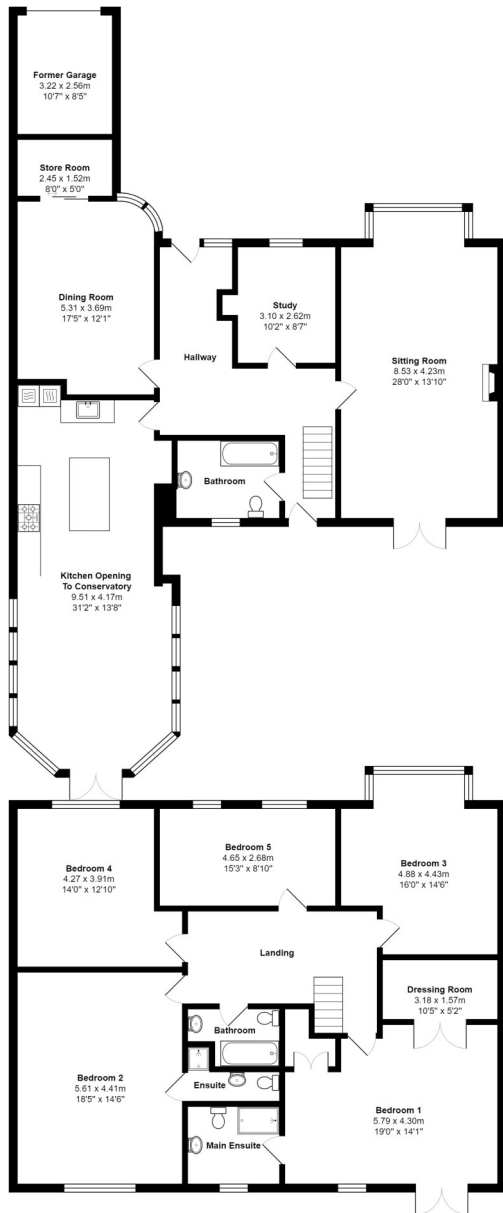 Former Garage
3.22 x 2.56m
10'7" x 8'5"
Store Room
2.45 x 1.52m
8'0" x 5'0"
Dining Room
5.31 x 3.69m
17'5" x 12'1"
Hallway
Study
3.10 x 2.62m
10'2" x 8'7"
Sitting Room
8.53 x 4.23m
28'0" x 13'10"
Bathroom
Kitchen Opening
To Conservatory
9.51 x 4.17m
31'2" x 13'8"
Bedroom 4
4.27 x 3.91m
14'0" x 12'10"
Bedroom 5
4.65 x 2.68m
15'3" x 8'10"
Bedroom 3
4.88 x 4.43m
16'0" x 14'6"
Landing
Dressing Room
3.18 x 1.57m
10'5" x 5'2"
Bathroom
Bedroom 2
5.61 x 4.41m
18'5" x 14'6"
Ensuite
Main Ensuite
Bedroom 1
5.79 x 4.30m
19'0" x 14'1"